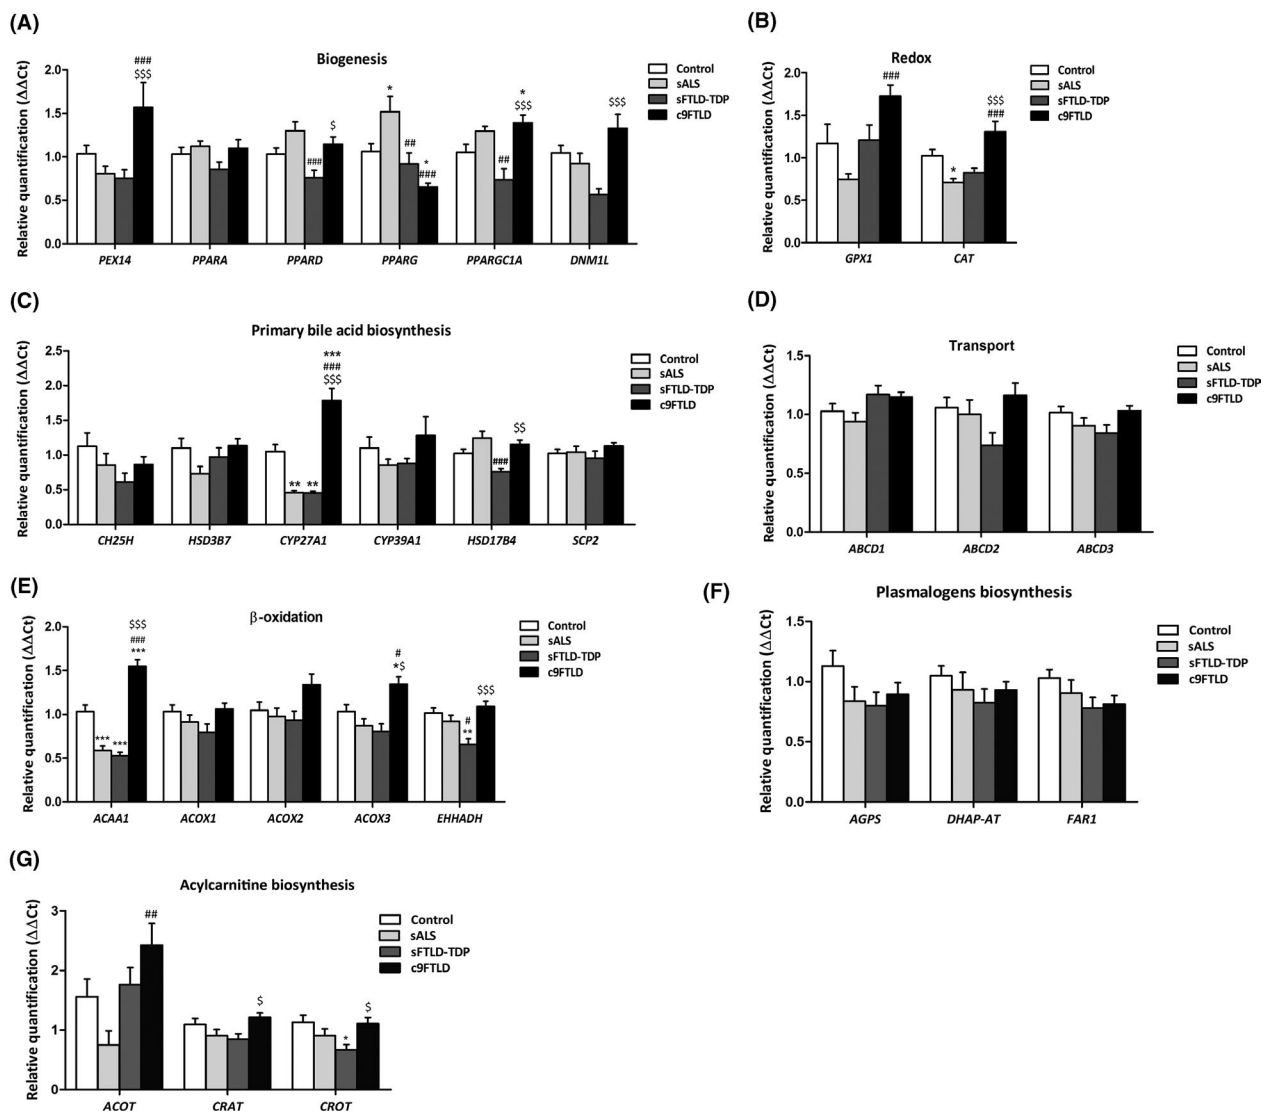 (A)
Biogenesis
Relative quantification (ΔΔCt)
2.0
1.5
1.0
0.5
0.0
###
$$$
###
$
*
##
*
###
##
*
$$$
$$$
PEX14 PPARA PPARD PPARG PPARGC1A DNM1L
Control
sALS
sFTLD-TDP
c9FTLD
(B)
Redox
Relative quantification (ΔΔCt)
2.0
1.5
1.0
0.5
0.0
###
*
$$$
###
GPX1 CAT
Control
sALS
sFTLD-TDP
c9FTLD
(C)
Primary bile acid biosynthesis
Relative quantification (ΔΔCt)
2.5
2.0
1.5
1.0
0.5
0.0
** **
***
###
$$$
###
$$
CH25H HSD3B7 CYP27A1 CYP39A1 HSD17B4 SCP2
Control
sALS
sFTLD-TDP
c9FTLD
(D)
Transport
Relative quantification (ΔΔCt)
1.5
1.0
0.5
0.0
ABCD1 ABCD2 ABCD3
Control
sALS
sFTLD-TDP
c9FTLD
(E)
β-oxidation
Relative quantification (ΔΔCt)
2.0
1.5
1.0
0.5
0.0
*** ***
$$$
###
***
#
*$
#
**
$$$
ACAA1 ACOX1 ACOX2 ACOX3 EHHADH
Control
sALS
sFTLD-TDP
c9FTLD
(F)
Plasmalogens biosynthesis
Relative quantification (ΔΔCt)
1.5
1.0
0.5
0.0
AGPS DHAP-AT FAR1
Control
sALS
sFTLD-TDP
c9FTLD
(G)
Acylcarnitine biosynthesis
Relative quantification (ΔΔCt)
3
2
1
0
##
$
*
$
ACOT CRAT CROT
Control
sALS
sFTLD-TDP
c9FTLD